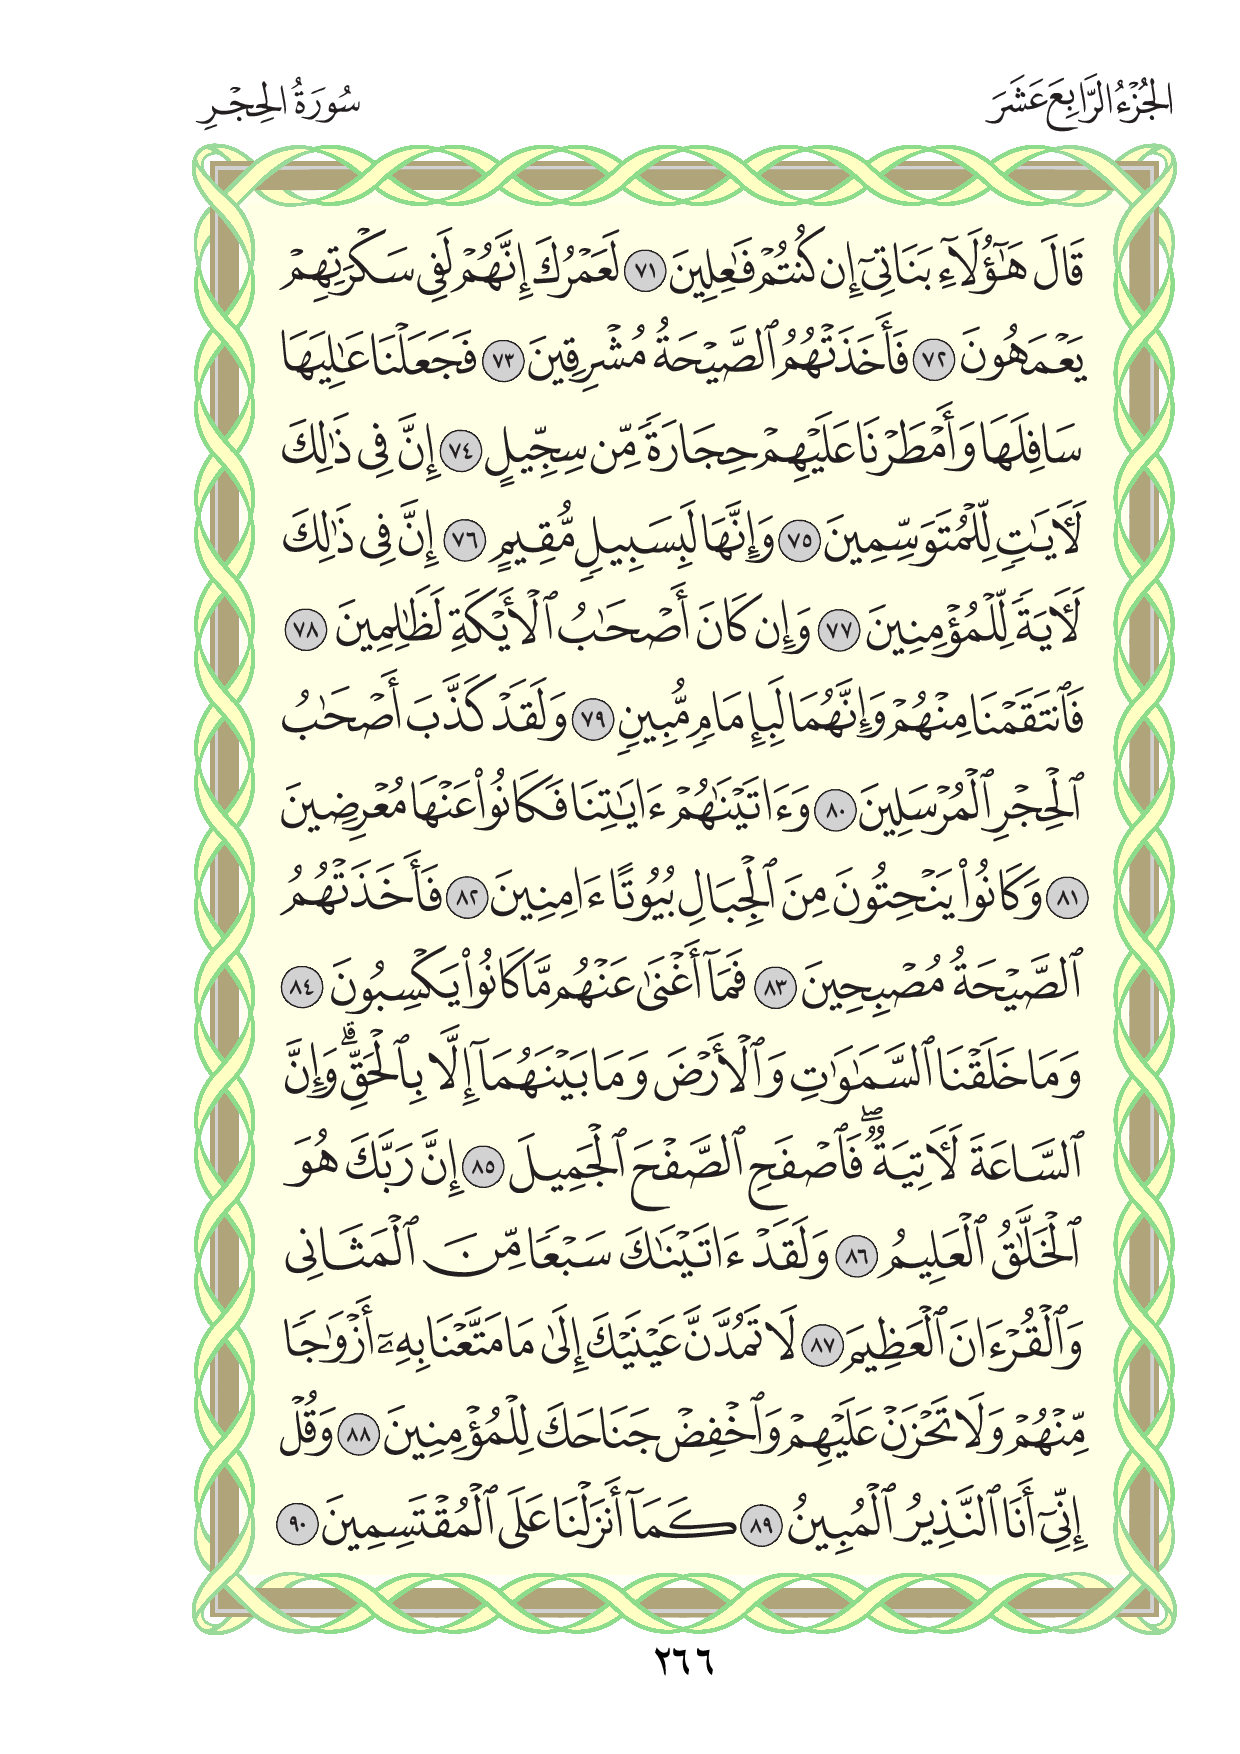 الجُزْءُ الرَّابِعَ عَشَرَ
سُورَةُ الحِجْرِ
قَالَ هَٰٓؤُلَآءِ بَنَاتِىٓ إِن كُنتُمْ فَٰعِلِينَ ٧١ لَعَمْرُكَ إِنَّهُمْ لَفِى سَكْرَتِهِمْ
يَعْمَهُونَ ٧٢ فَأَخَذَتْهُمُ ٱلصَّيْحَةُ مُشْرِقِينَ ٧٣ فَجَعَلْنَا عَٰلِيَهَا
سَافِلَهَا وَأَمْطَرْنَا عَلَيْهِمْ حِجَارَةً مِّن سِجِّيلٍ ٧٤ إِنَّ فِى ذَٰلِكَ
لَـَٔايَٰتٍ لِّلْمُتَوَسِّمِينَ ٧٥ وَإِنَّهَا لَبِسَبِيلٍ مُّقِيمٍ ٧٦ إِنَّ فِى ذَٰلِكَ
لَـَٔايَةً لِّلْمُؤْمِنِينَ ٧٧ وَإِن كَانَ أَصْحَٰبُ ٱلْأَيْكَةِ لَظَٰلِمِينَ ٧٨
فَٱنتَقَمْنَا مِنْهُمْ وَإِنَّهُمَا لَبِإِمَامٍ مُّبِينٍ ٧٩ وَلَقَدْ كَذَّبَ أَصْحَٰبُ
ٱلْحِجْرِ ٱلْمُرْسَلِينَ ٨٠ وَءَاتَيْنَٰهُمْ ءَايَٰتِنَا فَكَانُوا۟ عَنْهَا مُعْرِضِينَ
٨١ وَكَانُوا۟ يَنْحِتُونَ مِنَ ٱلْجِبَالِ بُيُوتًا ءَامِنِينَ ٨٢ فَأَخَذَتْهُمُ
ٱلصَّيْحَةُ مُصْبِحِينَ ٨٣ فَمَآ أَغْنَىٰ عَنْهُم مَّا كَانُوا۟ يَكْسِبُونَ ٨٤
وَمَا خَلَقْنَا ٱلسَّمَٰوَٰتِ وَٱلْأَرْضَ وَمَا بَيْنَهُمَآ إِلَّا بِٱلْحَقِّ ۗ وَإِنَّ
ٱلسَّاعَةَ لَـَٔاتِيَةٌ ۖ فَٱصْفَحِ ٱلصَّفْحَ ٱلْجَمِيلَ ٨٥ إِنَّ رَبَّكَ هُوَ
ٱلْخَلَّٰقُ ٱلْعَلِيمُ ٨٦ وَلَقَدْ ءَاتَيْنَٰكَ سَبْعًا مِّنَ ٱلْمَثَانِى
وَٱلْقُرْءَانَ ٱلْعَظِيمَ ٨٧ لَا تَمُدَّنَّ عَيْنَيْكَ إِلَىٰ مَا مَتَّعْنَا بِهِۦٓ أَزْوَٰجًا
مِّنْهُمْ وَلَا تَحْزَنْ عَلَيْهِمْ وَٱخْفِضْ جَنَاحَكَ لِلْمُؤْمِنِينَ ٨٨ وَقُلْ
إِنِّىٓ أَنَا ٱلنَّذِيرُ ٱلْمُبِينُ ٨٩ كَمَآ أَنزَلْنَا عَلَى ٱلْمُقْتَسِمِينَ ٩٠
٢٦٦